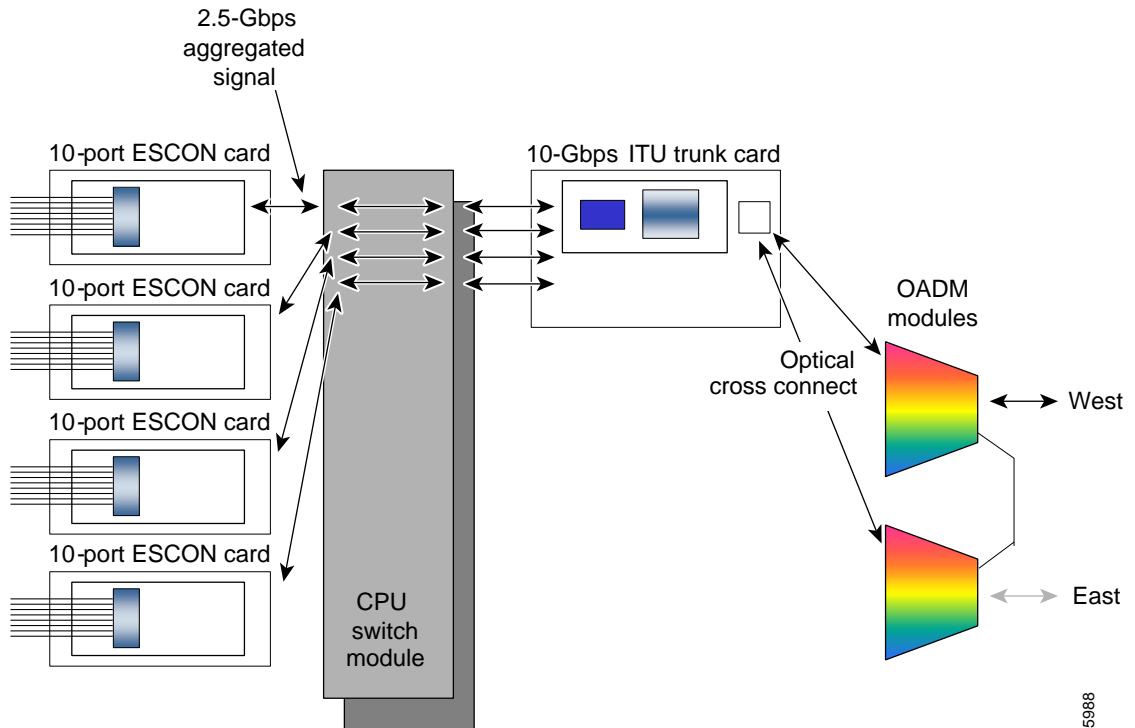 2.5-Gbps
aggregated
signal
10-port ESCON card
10-Gbps ITU trunk card
10-port ESCON card
OADM
modules
Optical
cross connect
West
10-port ESCON card
10-port ESCON card
CPU
switch
module
East
5988